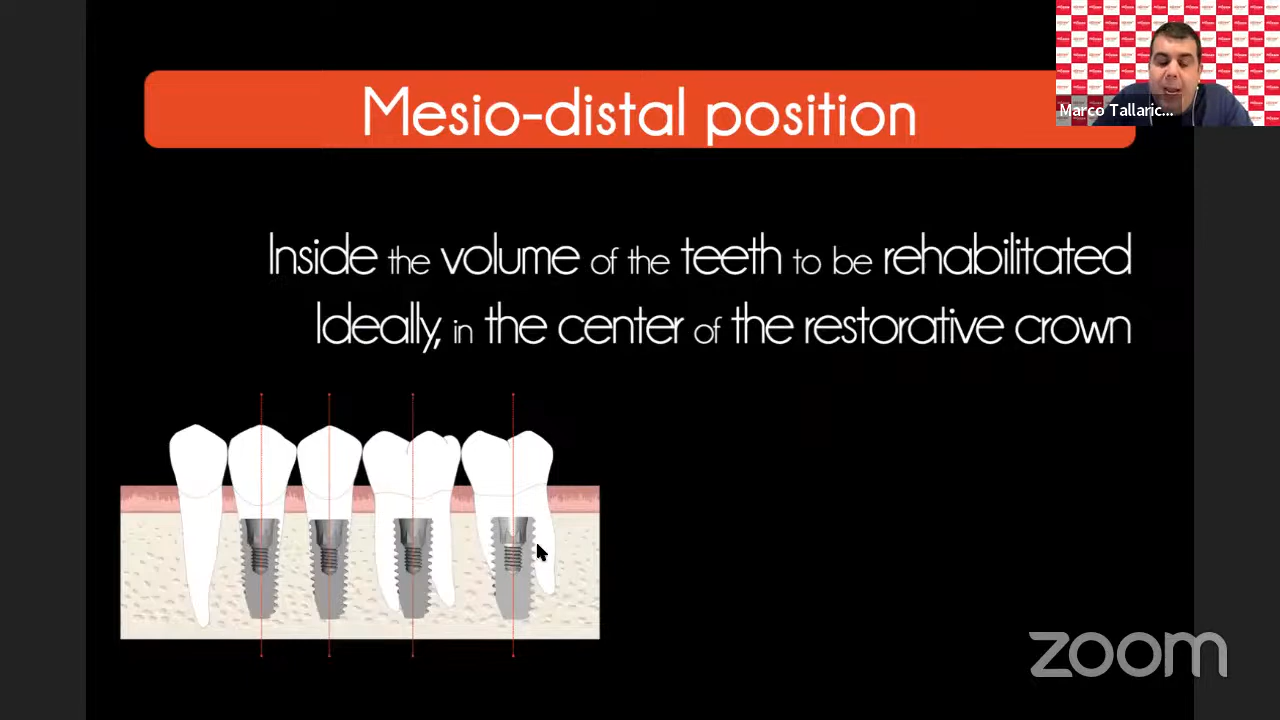 Mesio-distal position
Marco Tallaric...
Inside the volume of the teeth to be rehabilitated
Ideally, in the center of the restorative crown
zoom